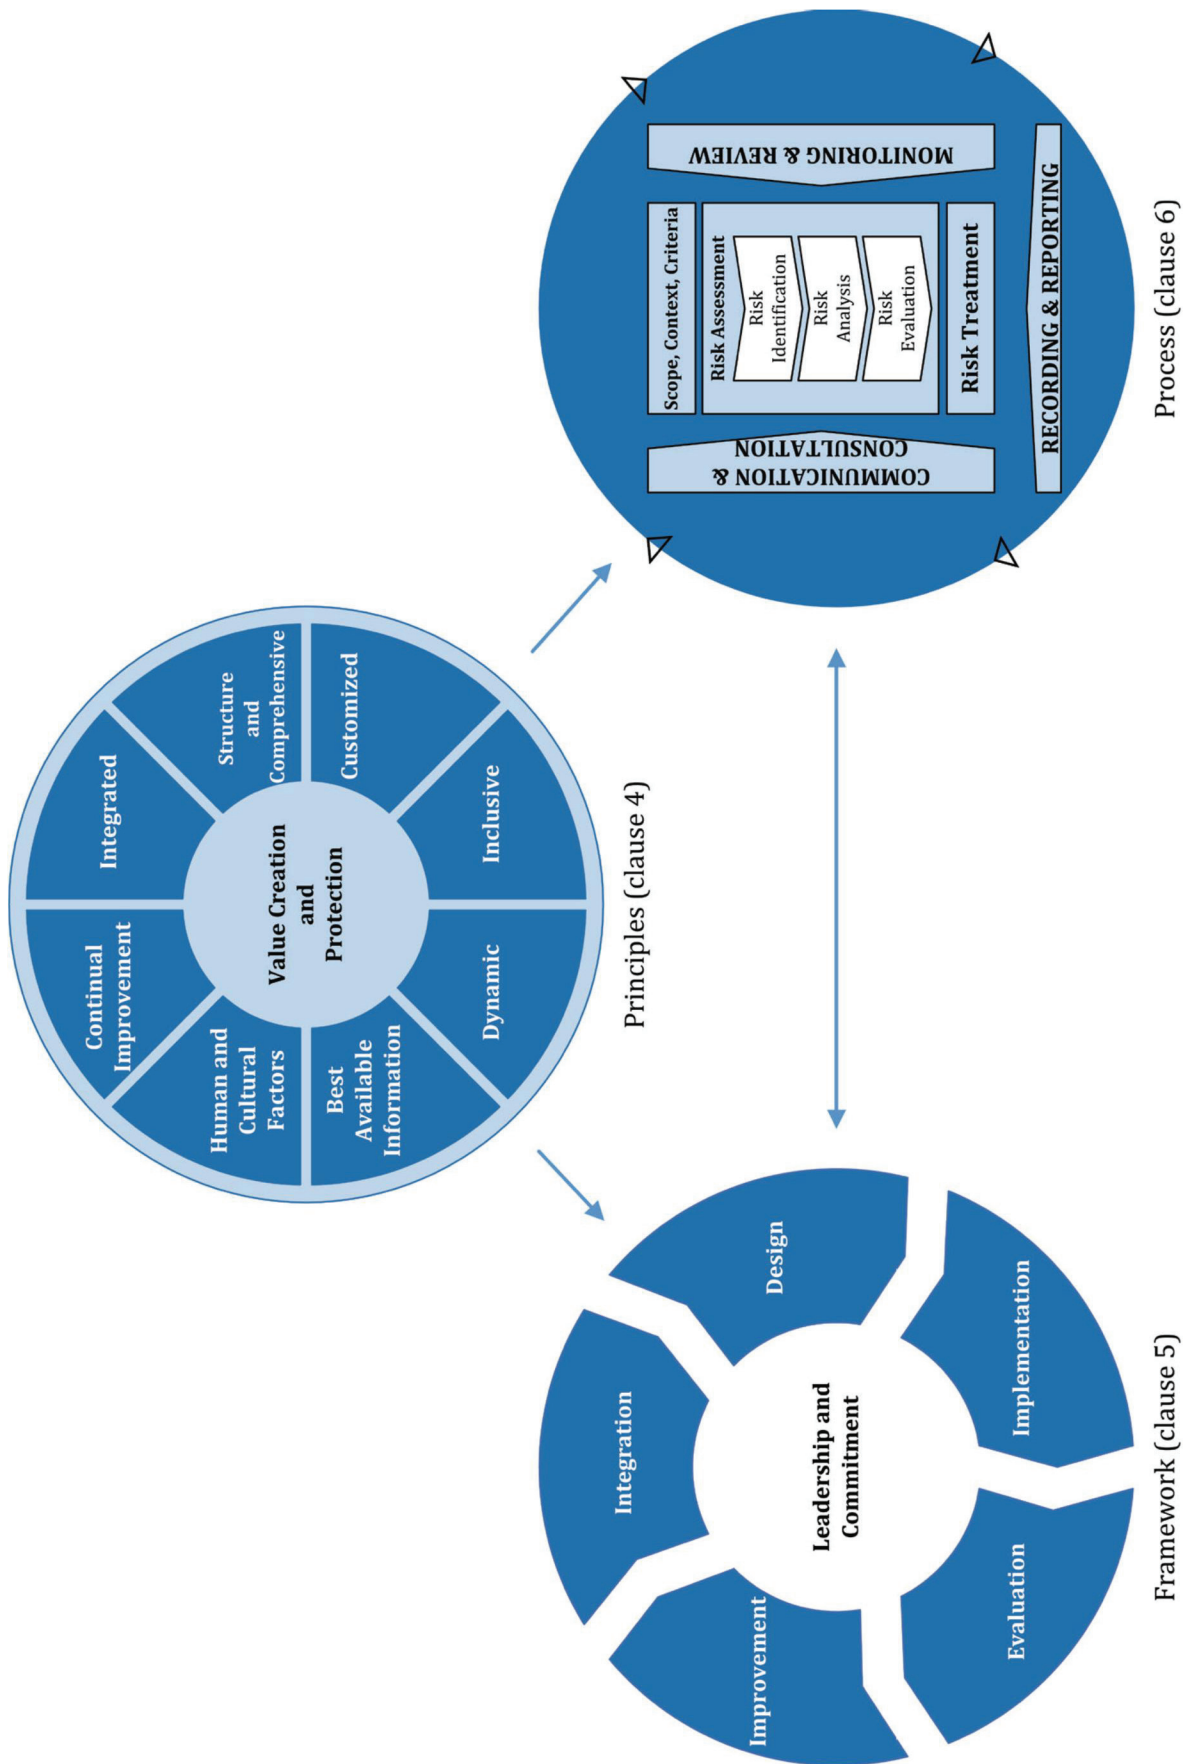 Integrated
Structure
and
Comprehensive
Customized
Inclusive
Dynamic
Best
Available
Information
Human and
Cultural
Factors
Continual
Improvement
Value Creation
and
Protection
Principles (clause 4)
Integration
Design
Implementation
Evaluation
Improvement
Leadership and
Commitment
Framework (clause 5)
Scope, Context, Criteria
Risk Assessment
Risk
Identification
Risk
Analysis
Risk
Evaluation
Risk Treatment
COMMUNICATION &
CONSULTATION
MONITORING & REVIEW
RECORDING & REPORTING
Process (clause 6)